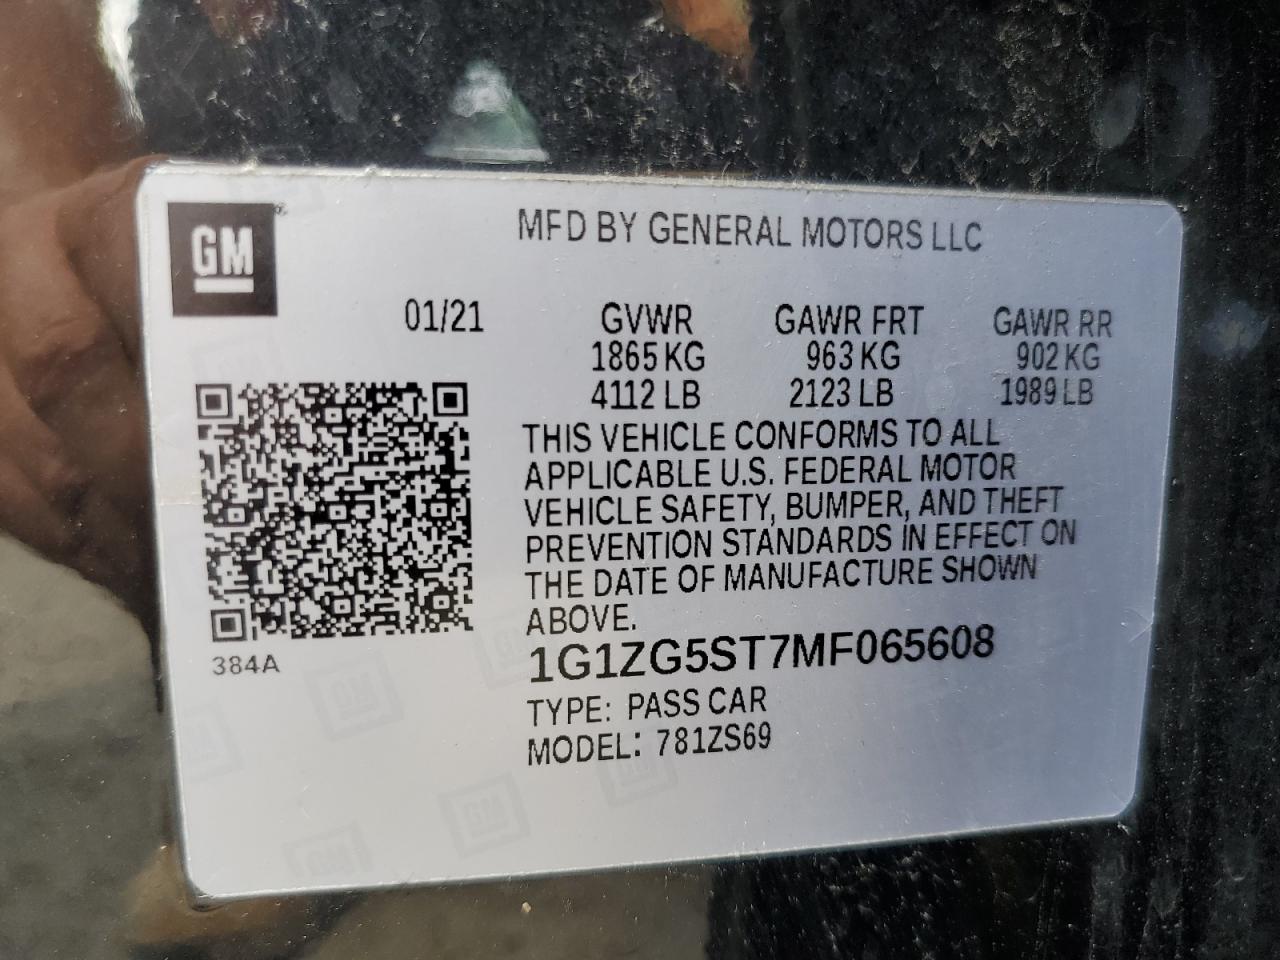 GM
MFD BY GENERAL MOTORS LLC
01/21 GVWR GAWR FRT GAWR RR
1865 KG 963 KG 902 KG
4112 LB 2123 LB 1989 LB
THIS VEHICLE CONFORMS TO ALL
APPLICABLE U.S. FEDERAL MOTOR
VEHICLE SAFETY, BUMPER, AND THEFT
PREVENTION STANDARDS IN EFFECT ON
THE DATE OF MANUFACTURE SHOWN
ABOVE.
384A
1G1ZG5ST7MF065608
TYPE: PASS CAR
MODEL: 781ZS69